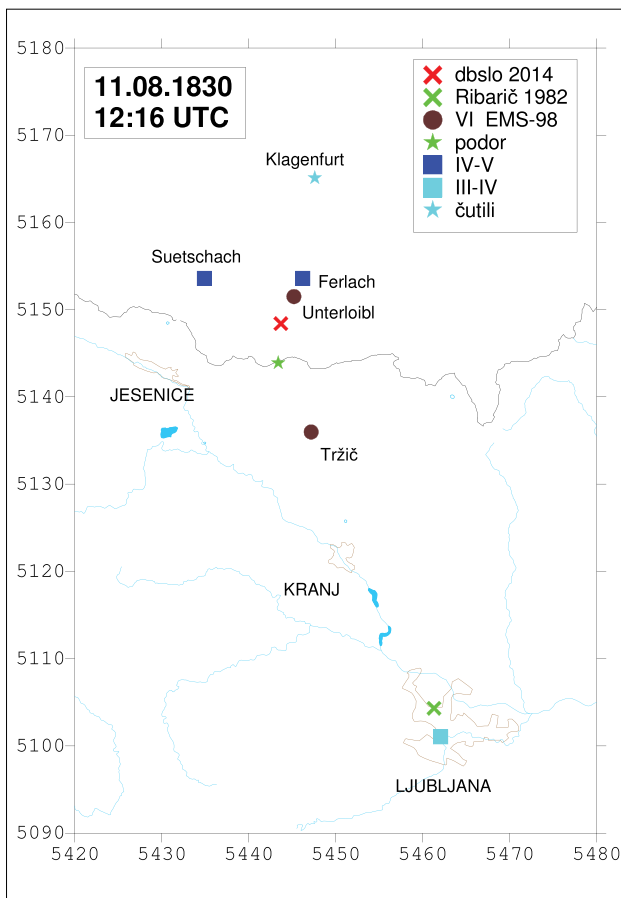 11.08.1830
12:16 UTC
dbslo 2014
Ribarič 1982
VI EMS-98
podor
IV-V
III-IV
čutili
Klagenfurt
Suetschach
Ferlach
Unterloibl
JESENICE
Tržič
KRANJ
LJUBLJANA
5180
5170
5160
5150
5140
5130
5120
5110
5100
5090
5420 5430 5440 5450 5460 5470 5480